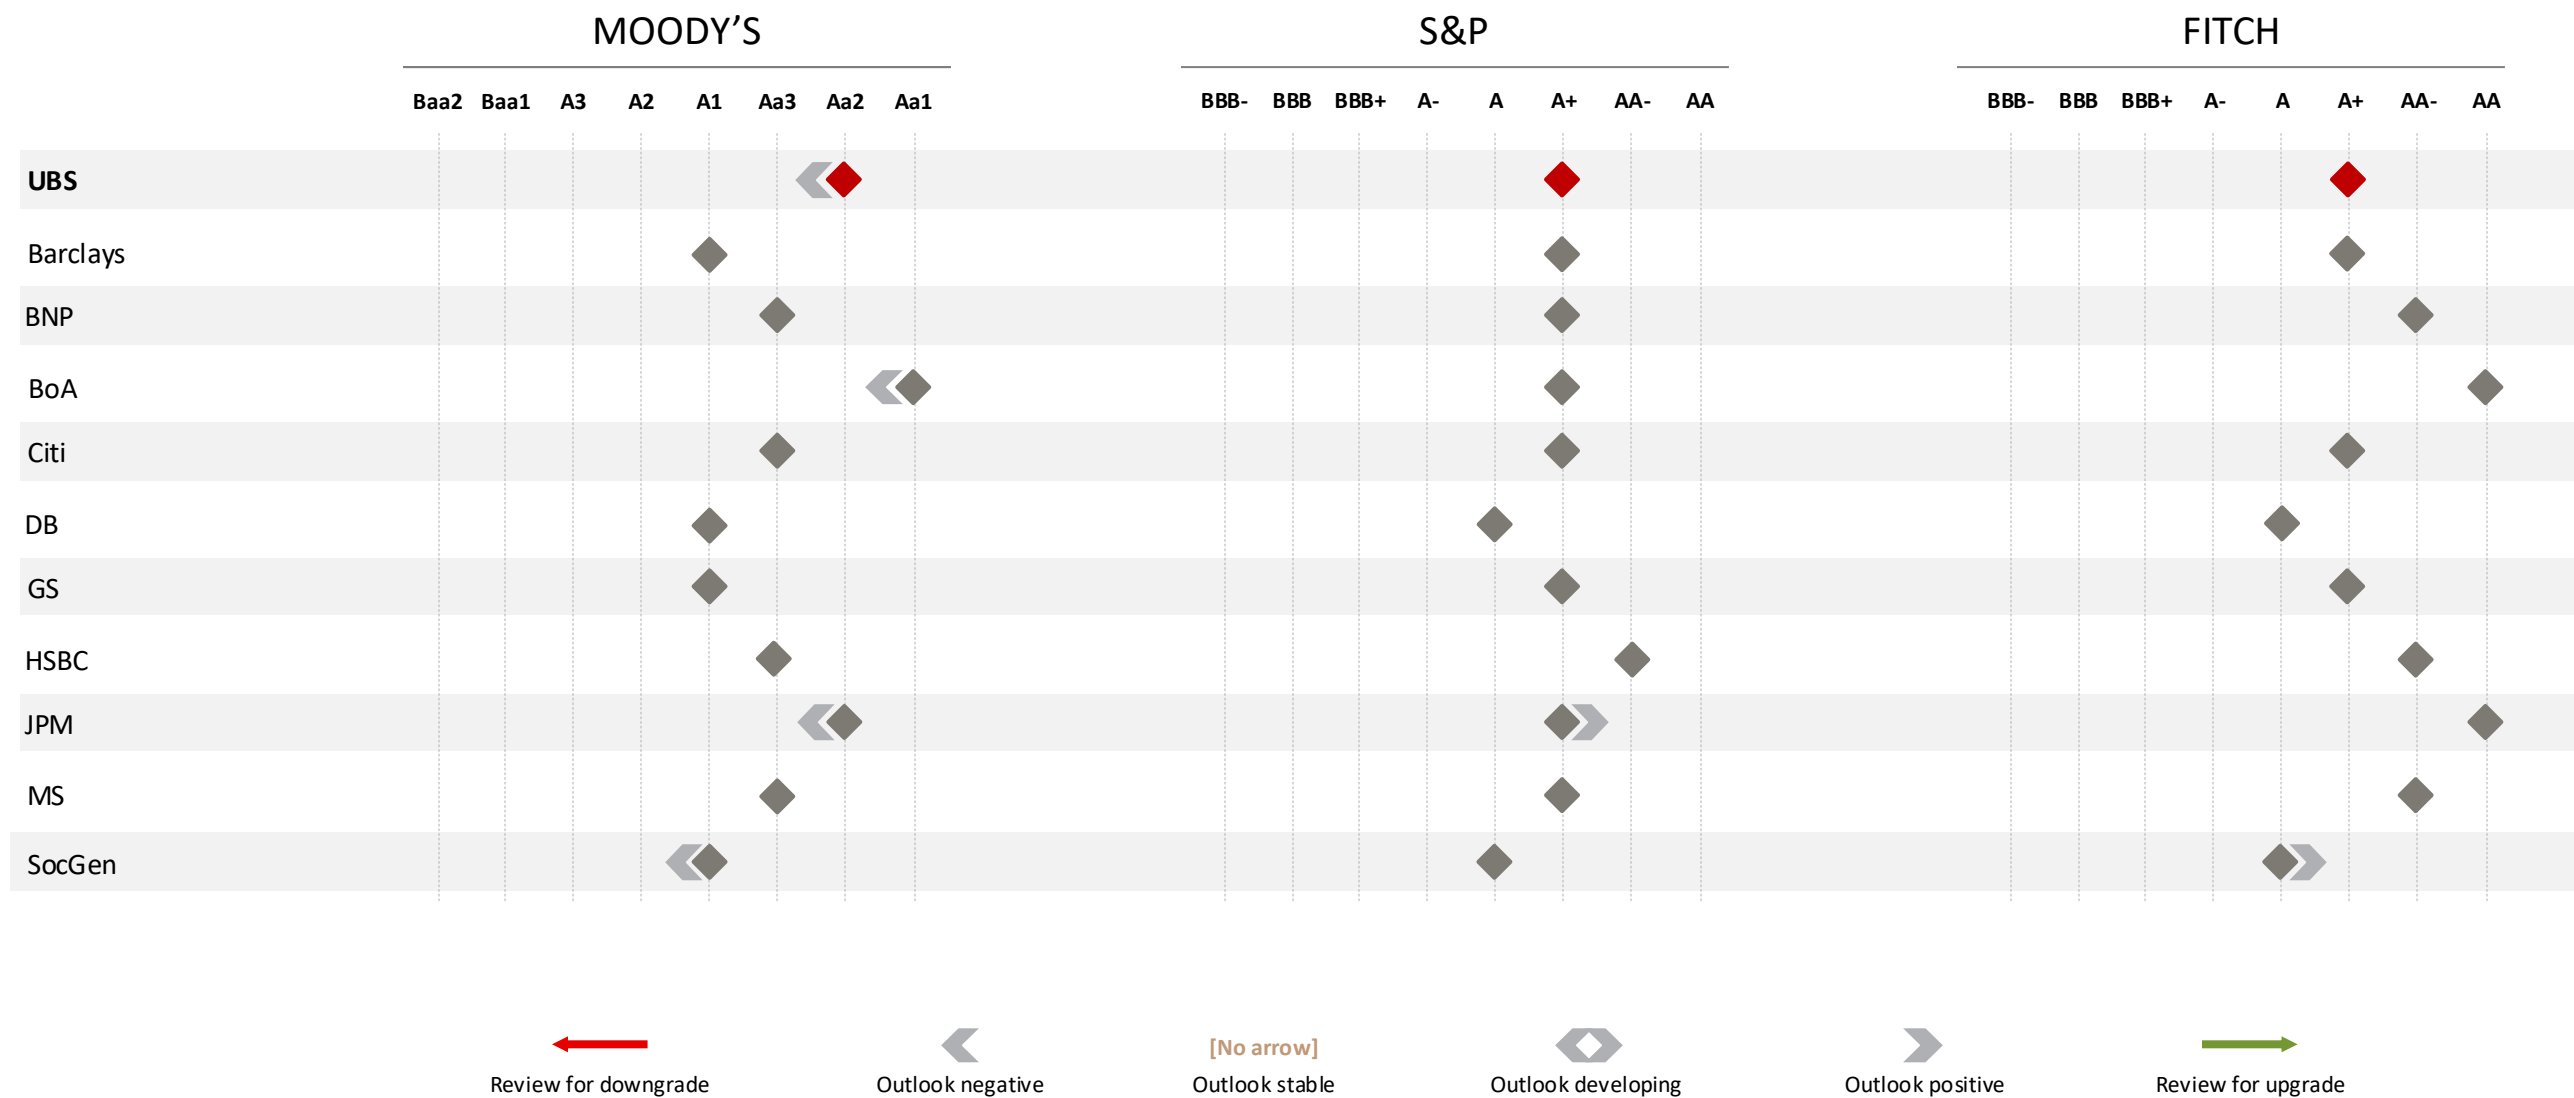 MOODY’S S&P FITCH
Baa2 Baa1 A3 A2 A1 Aa3 Aa2 Aa1 BBB- BBB BBB+ A- A A+ AA- AA BBB- BBB BBB+ A- A A+ AA- AA
UBS
Barclays
BNP
BoA
Citi
DB
GS
HSBC
JPM
MS
SocGen
[No arrow]
Review for downgrade Outlook negative Outlook stable Outlook developing Outlook positive Review for upgrade